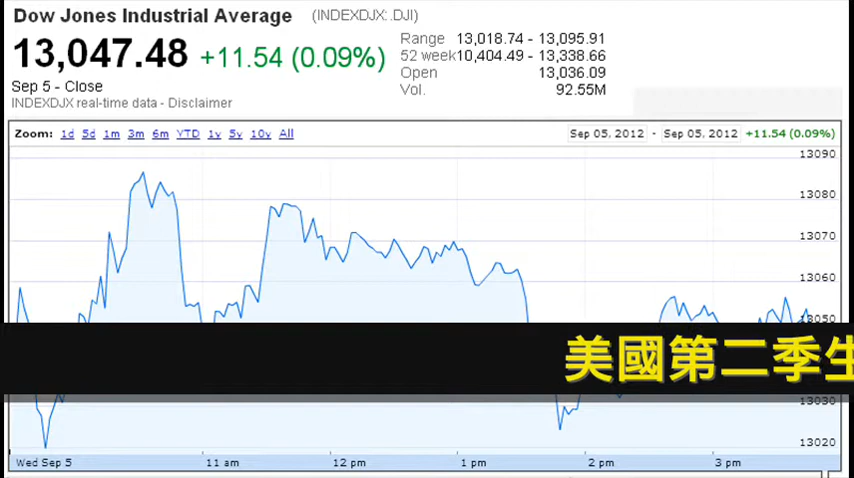 Dow Jones Industrial Average (INDEXDJX: .DJI)
13,047.48 +11.54 (0.09%)
Sep 5 - Close
INDEXDJX real-time data - Disclaimer
Range 13,018.74 - 13,095.91
52 week 10,404.49 - 13,338.66
Open 13,036.09
Vol. 92.55M
Zoom: 1d 5d 1m 3m 6m YTD 1y 5y 10y All
Sep 05, 2012 - Sep 05, 2012 +11.54 (0.09%)
13090
13080
13070
13060
13050
美國第二季生
13030
13020
Wed Sep 5 11 am 12 pm 1 pm 2 pm 3 pm